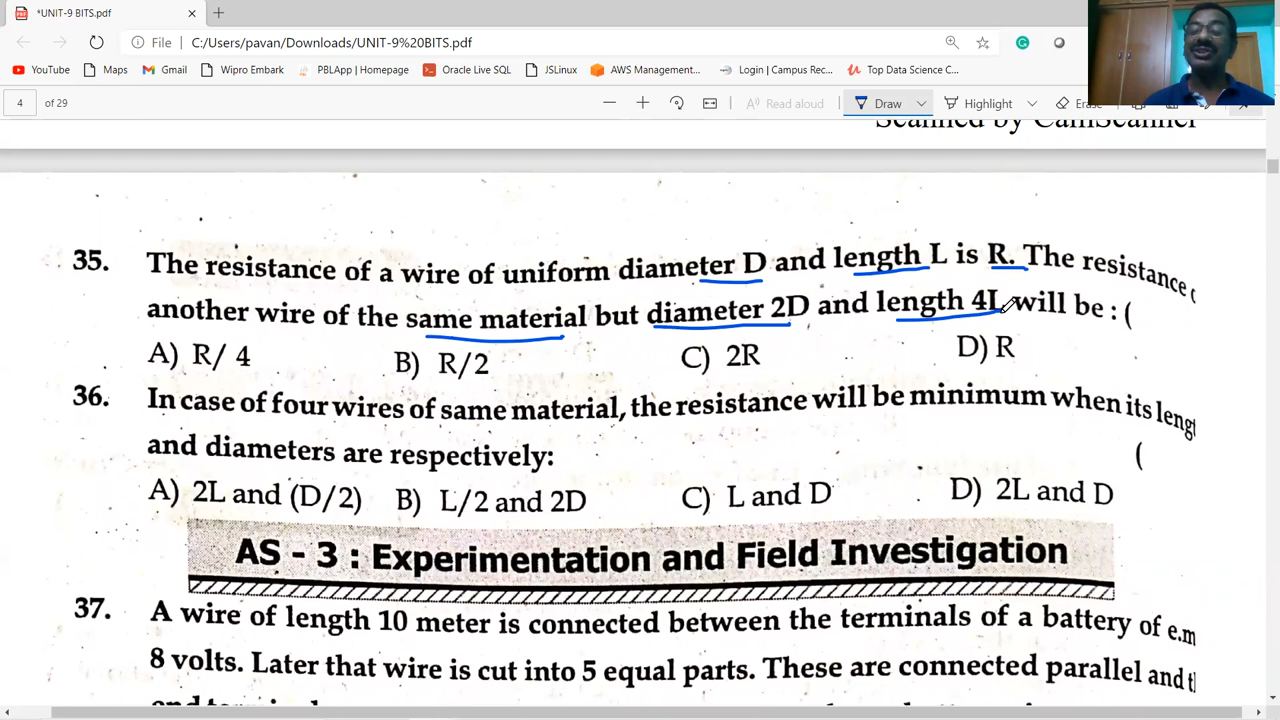 *UNIT-9 BITS.pdf
File C:/Users/pavan/Downloads/UNIT-9%20BITS.pdf
YouTube Maps Gmail Wipro Embark PBLApp | Homepage Oracle Live SQL JSLinux AWS Management... Login | Campus Rec... Top Data Science C...
4 of 29 Read aloud Draw Highlight Erase
Scanned by CamScanner
35. The resistance of a wire of uniform diameter D and length L is R. The resistance
another wire of the same material but diameter 2D and length 4L will be : (
A) R/ 4 B) R/2 C) 2R D) R
36. In case of four wires of same material, the resistance will be minimum when its lengt
and diameters are respectively: (
A) 2L and (D/2) B) L/2 and 2D C) L and D D) 2L and D
AS - 3 : Experimentation and Field Investigation
37. A wire of length 10 meter is connected between the terminals of a battery of e.m
8 volts. Later that wire is cut into 5 equal parts. These are connected parallel and t